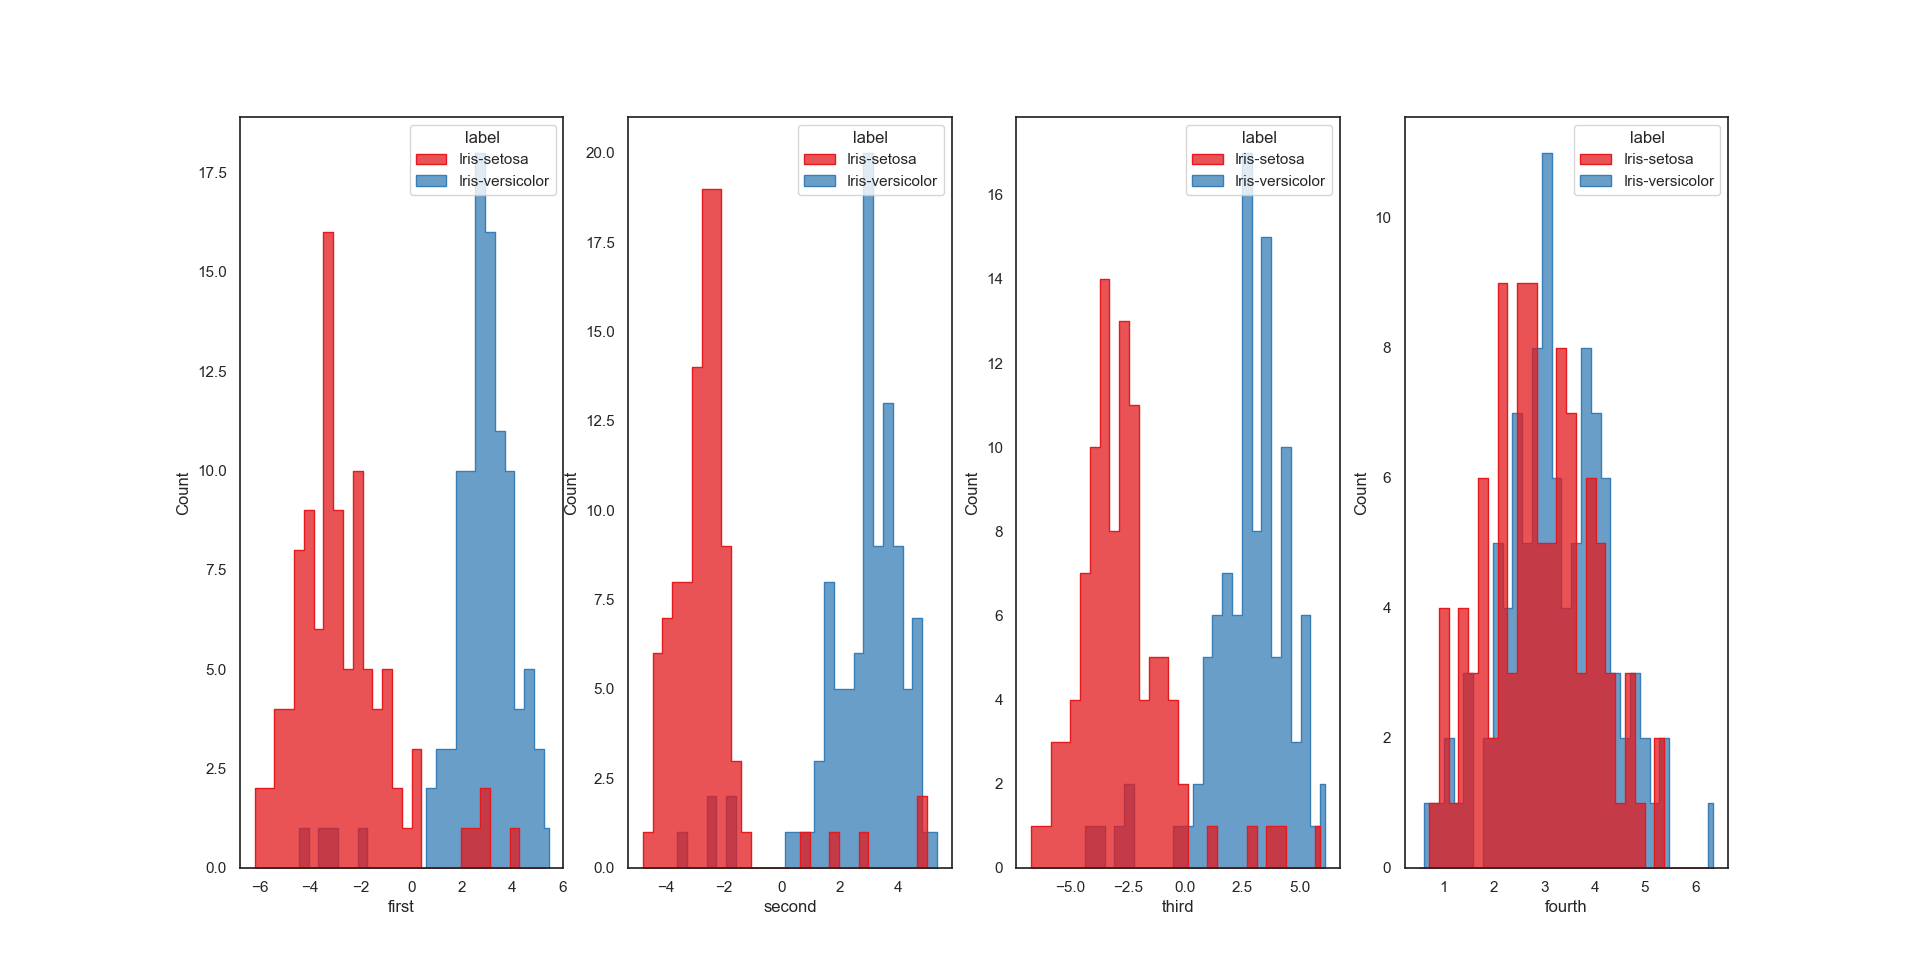 label
Iris-setosa
Iris-versicolor
17.5
15.0
12.5
10.0
7.5
5.0
2.5
0.0
Count
−6 −4 −2 0 2 4 6
first
label
Iris-setosa
Iris-versicolor
20.0
17.5
15.0
12.5
10.0
7.5
5.0
2.5
0.0
Count
−4 −2 0 2 4
second
label
Iris-setosa
Iris-versicolor
16
14
12
10
8
6
4
2
0
Count
−5.0 −2.5 0.0 2.5 5.0
third
label
Iris-setosa
Iris-versicolor
10
8
6
4
2
0
Count
1 2 3 4 5 6
fourth